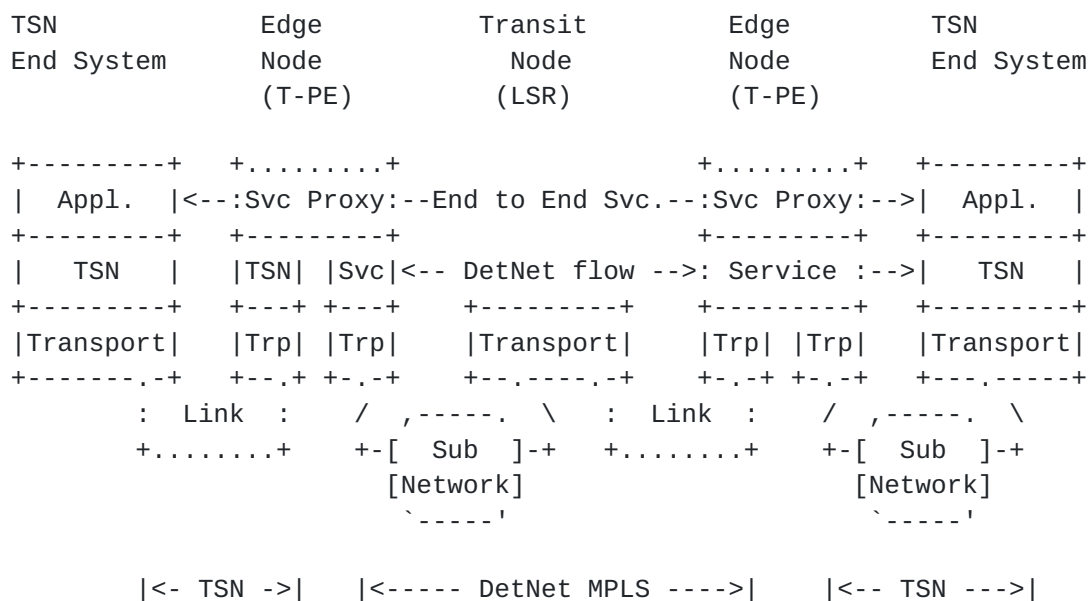 TSN             Edge          Transit         Edge          TSN
End System      Node            Node          Node          End System
                (T-PE)         (LSR)          (T-PE)

+---------+   +.........+                   +.........+   +---------+
|  Appl.  |<--:Svc Proxy:--End to End Svc.--:Svc Proxy:-->|  Appl.  |
+---------+   +---------+                   +---------+   +---------+
|   TSN   |   |TSN| |Svc|<-- DetNet flow -->: Service :-->|   TSN   |
+---------+   +---+ +---+    +---------+    +---------+   +---------+
|Transport|   |Trp| |Trp|    |Transport|    |Trp| |Trp|   |Transport|
+-------.-+   +--.+ +-.-+    +--.----.-+    +-.-+ +-.-+   +---.-----+
        :  Link  :    /  ,-----.  \   :  Link  :    /  ,-----.  \
        +........+    +-[  Sub  ]-+   +........+    +-[  Sub  ]-+
                        [Network]                     [Network]
                         `-----'                       `-----'

        |<- TSN ->|   |<----- DetNet MPLS ---->|    |<-- TSN --->|